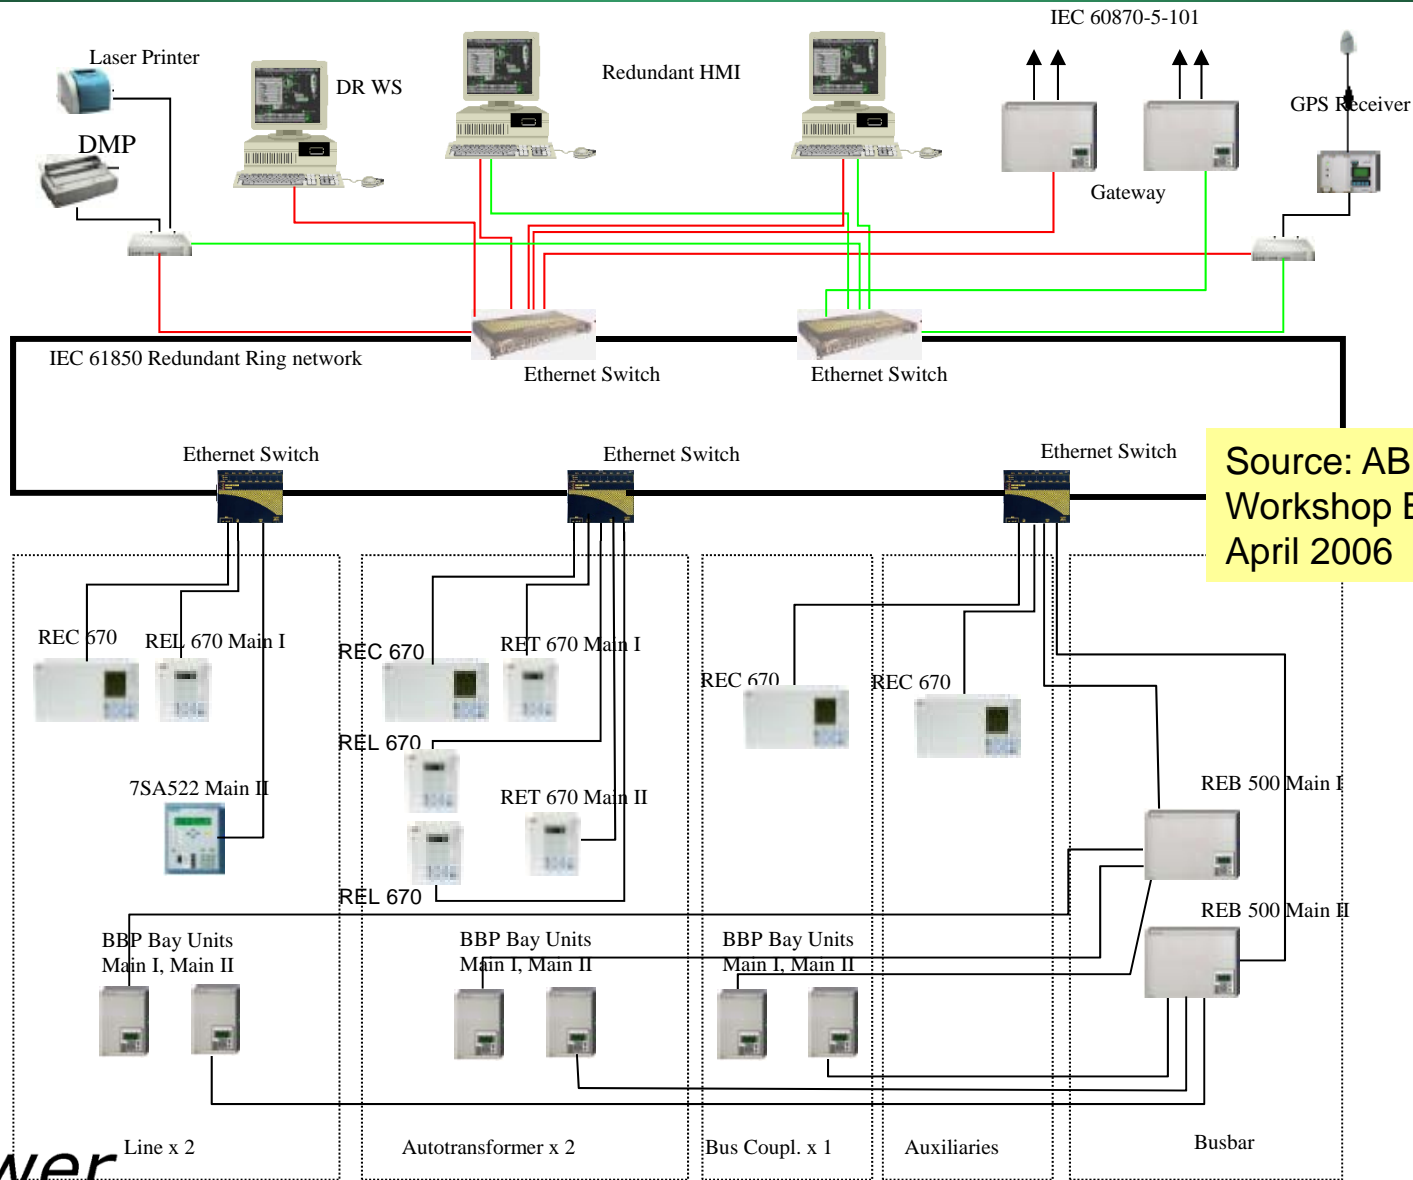 IEC 60870-5-101
Laser Printer
DR WS
Redundant HMI
GPS Receiver
DMP
Gateway
IEC 61850 Redundant Ring network
Ethernet Switch
Ethernet Switch
Ethernet Switch
Ethernet Switch
Ethernet Switch
Source: AB
Workshop
April 2006
REC 670
REL 670 Main I
REC 670
RET 670 Main I
REC 670
REC 670
REL 670
7SA522 Main II
RET 670 Main II
REB 500 Main I
REL 670
REB 500 Main II
BBP Bay Units
Main I, Main II
BBP Bay Units
Main I, Main II
BBP Bay Units
Main I, Main II
Line x 2
Autotransformer x 2
Bus Coupl. x 1
Auxiliaries
Busbar
wer